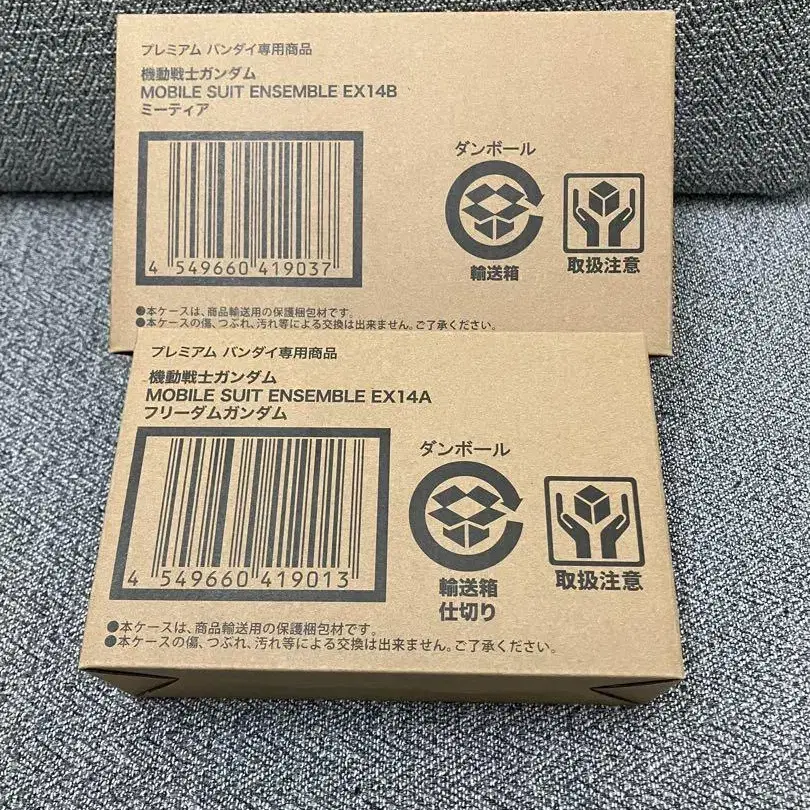 プレミアム バンダイ専用商品
機動戦士ガンダム
MOBILE SUIT ENSEMBLE EX14B
ミーティア
4 549660 419037
ダンボール
輸送箱
取扱注意
●本ケースは、商品輸送用の保護梱包材です。
●本ケースの傷、つぶれ、汚れ等による交換は出来ません。ご了承ください。
プレミアム バンダイ専用商品
機動戦士ガンダム
MOBILE SUIT ENSEMBLE EX14A
フリーダムガンダム
4 549660 419013
ダンボール
輸送箱
仕切り
取扱注意
●本ケースは、商品輸送用の保護梱包材です。
●本ケースの傷、つぶれ、汚れ等による交換は出来ません。ご了承ください。